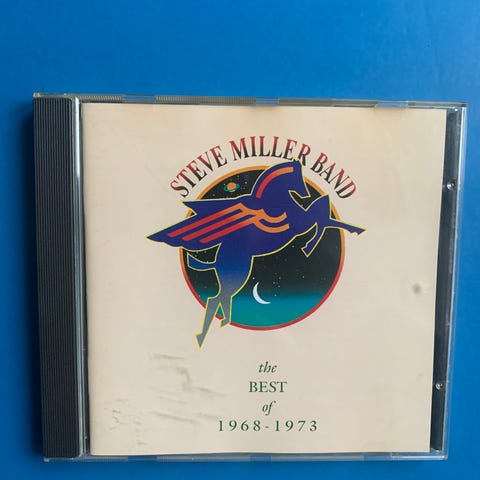 STEVE MILLER BAND
the
BEST
of
1968-1973